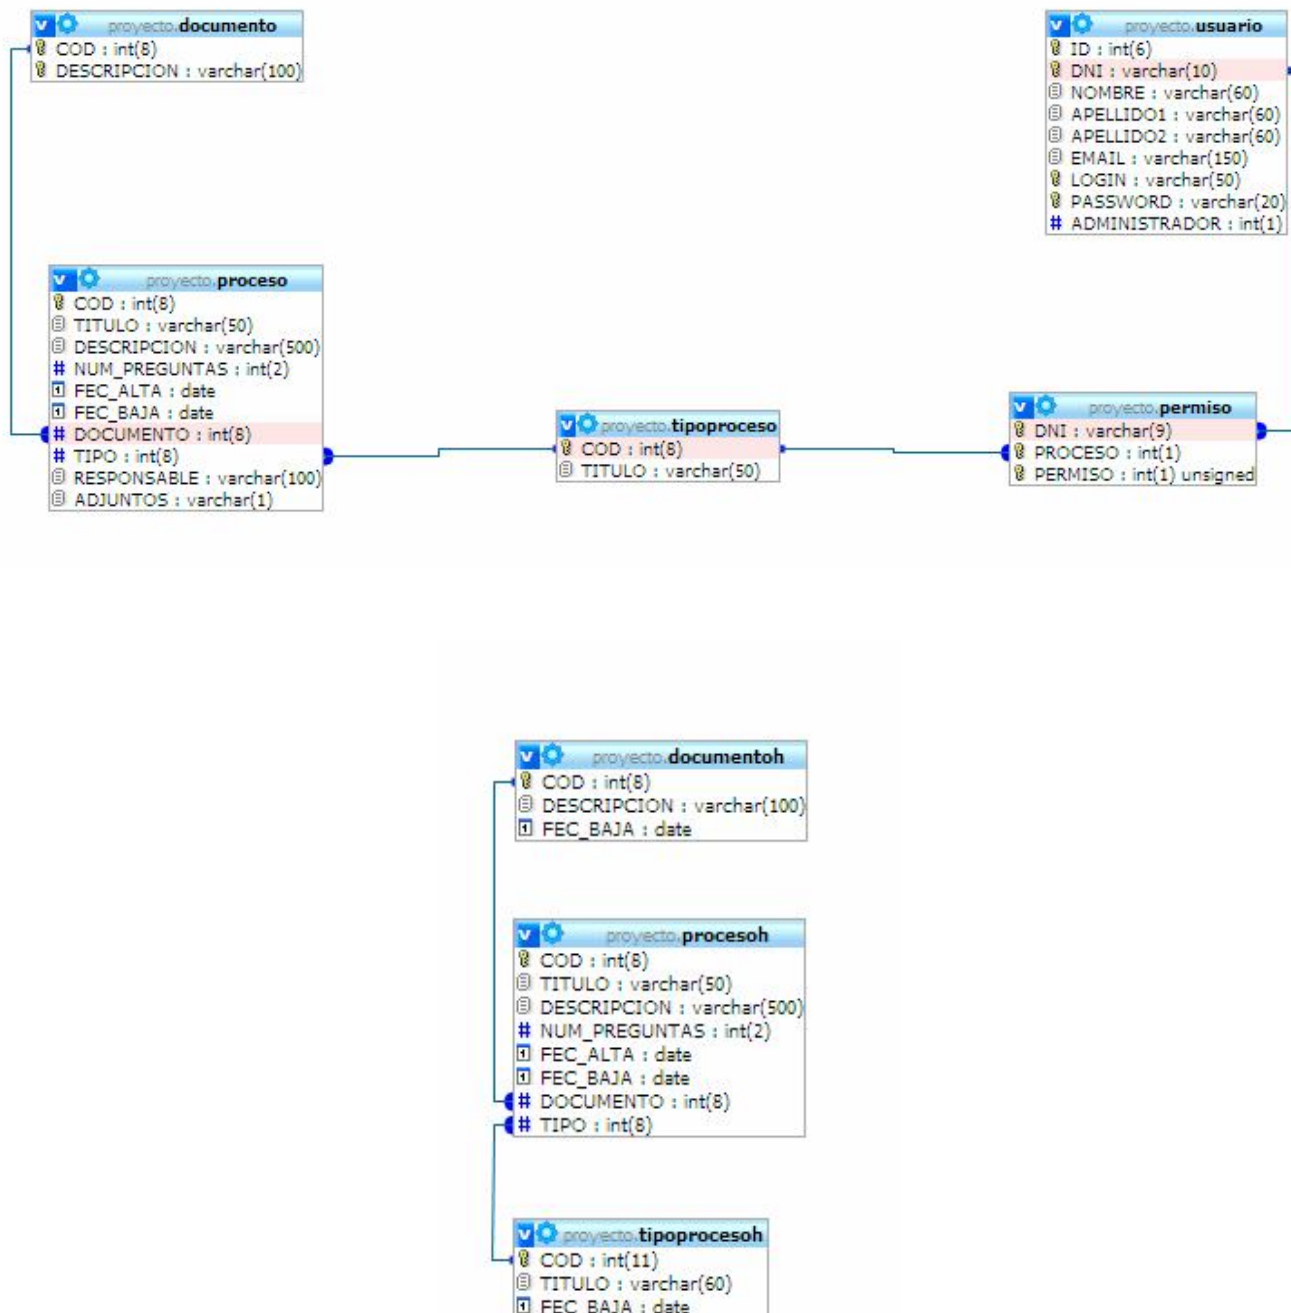 proyecto.documento
COD : int(8)
DESCRIPCION : varchar(100)
proyecto.usuario
ID : int(6)
DNI : varchar(10)
NOMBRE : varchar(60)
APELLIDO1 : varchar(60)
APELLIDO2 : varchar(60)
EMAIL : varchar(150)
LOGIN : varchar(50)
PASSWORD : varchar(20)
# ADMINISTRADOR : int(1)
proyecto.proceso
COD : int(8)
TITULO : varchar(50)
DESCRIPCION : varchar(500)
# NUM_PREGUNTAS : int(2)
FEC_ALTA : date
FEC_BAJA : date
# DOCUMENTO : int(8)
# TIPO : int(8)
RESPONSABLE : varchar(100)
ADJUNTOS : varchar(1)
proyecto.tipoproceso
COD : int(8)
TITULO : varchar(50)
proyecto.permiso
DNI : varchar(9)
PROCESO : int(1)
PERMISO : int(1) unsigned
proyecto.documentoh
COD : int(8)
DESCRIPCION : varchar(100)
FEC_BAJA : date
proyecto.procesoh
COD : int(8)
TITULO : varchar(50)
DESCRIPCION : varchar(500)
# NUM_PREGUNTAS : int(2)
FEC_ALTA : date
FEC_BAJA : date
# DOCUMENTO : int(8)
# TIPO : int(8)
proyecto.tipoprocesoh
COD : int(11)
TITULO : varchar(60)
FEC_BAJA : date